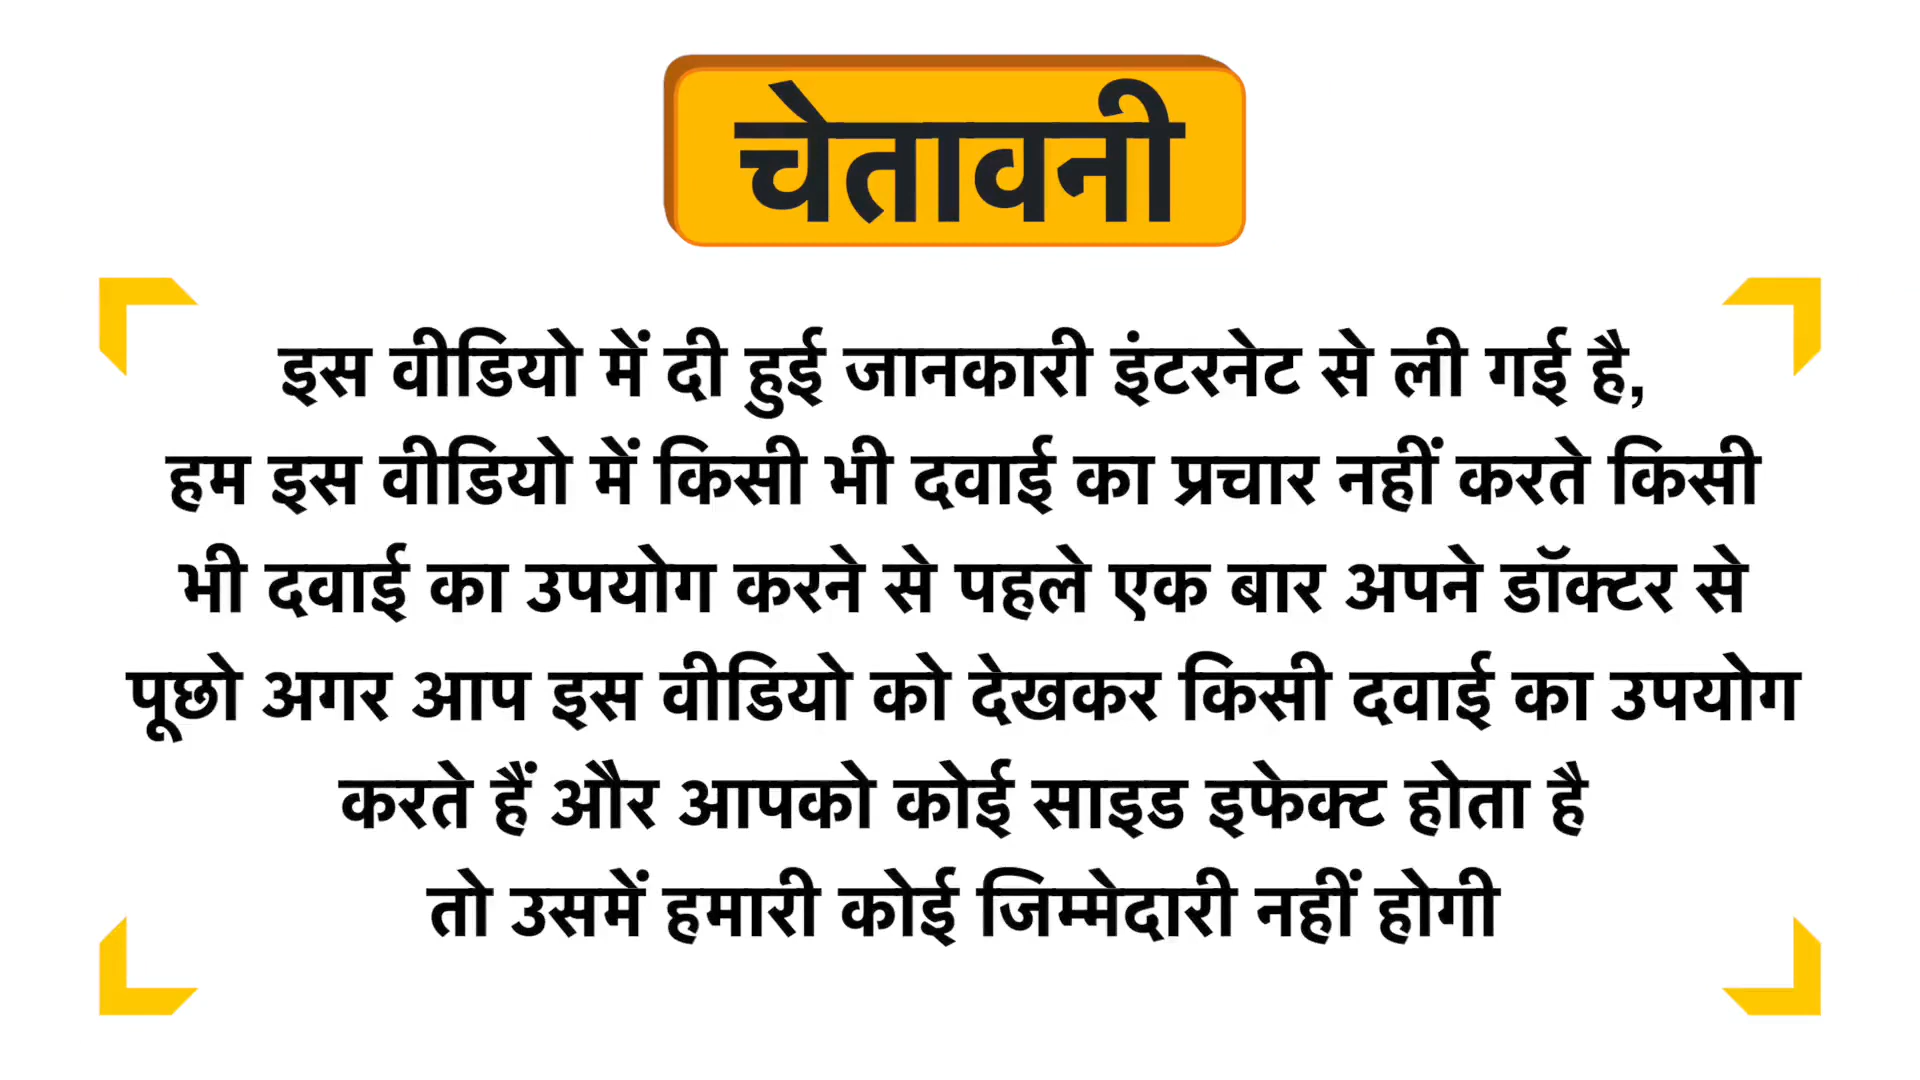 चेतावनी
इस वीडियो में दी हुई जानकारी इंटरनेट से ली गई है,
हम इस वीडियो में किसी भी दवाई का प्रचार नहीं करते किसी
भी दवाई का उपयोग करने से पहले एक बार अपने डॉक्टर से
पूछो अगर आप इस वीडियो को देखकर किसी दवाई का उपयोग
करते हैं और आपको कोई साइड इफेक्ट होता है
तो उसमें हमारी कोई जिम्मेदारी नहीं होगी